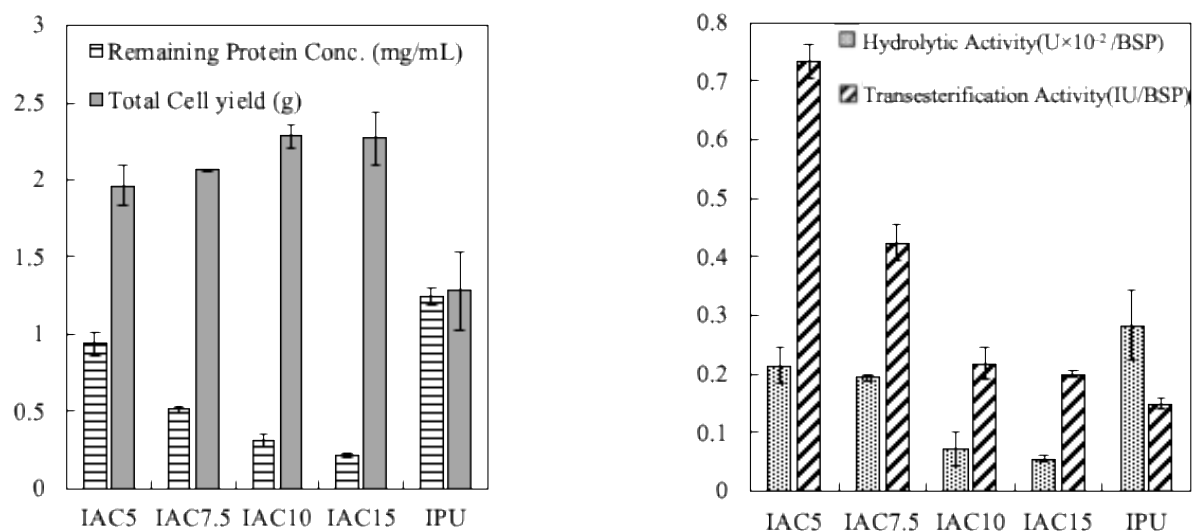 3
Remaining Protein Conc. (mg/mL)
Total Cell yield (g)
2.5
2
1.5
1
0.5
0
IAC5 IAC7.5 IAC10 IAC15 IPU
0.8
Hydrolytic Activity(U×10⁻² /BSP)
0.7
Transesterification Activity(IU/BSP)
0.6
0.5
0.4
0.3
0.2
0.1
0
IAC5 IAC7.5 IAC10 IAC15 IPU